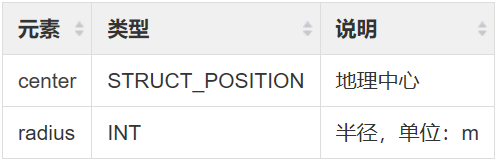 元素 类型 说明
center STRUCT_POSITION 地理中心
radius INT 半径，单位：m